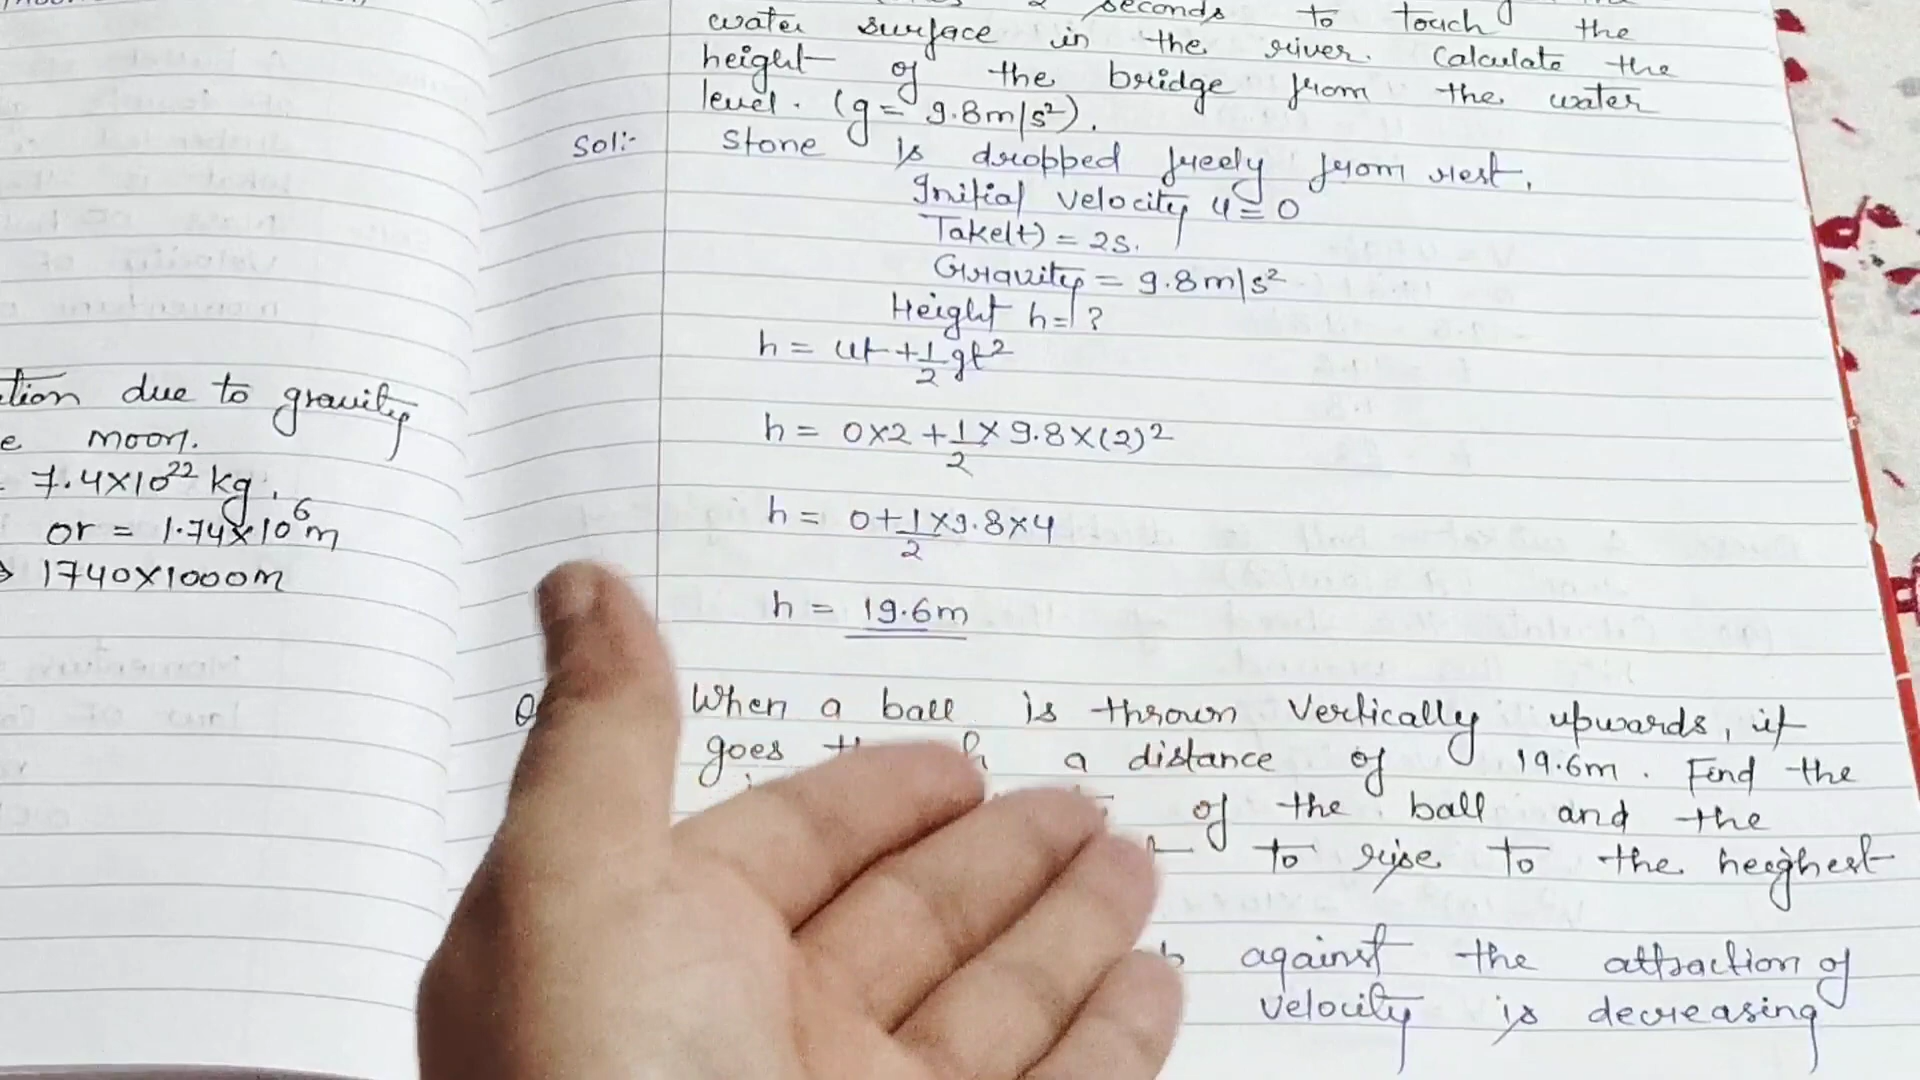 tion due to gravity
e moon.
7.4×10²² kg.
or = 1.74×10⁶m
→ 1740×1000m
2 seconds to touch the
water surface in the river. Calculate the
height of the bridge from the water
level. (g = 9.8m/s²).
Sol:- Stone is dropped freely from rest,
Initial velocity u = 0
Take(t) = 2s.
Gravity = 9.8m/s²
Height h = ?
h = ut + 1/2 gt²
h = 0×2 + 1/2 × 9.8×(2)²
h = 0 + 1/2 ×9.8×4
h = 19.6m
Q When a ball is thrown vertically upwards, it
goes a distance of 19.6m. Find the
of the ball and the
to rise to the heighest
against the attraction of
velocity is decreasing